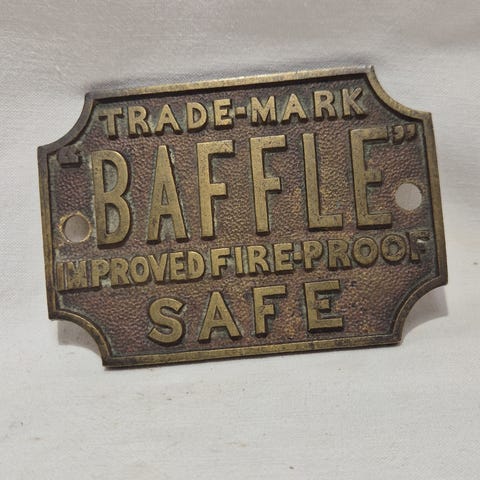 TRADE-MARK
"BAFFLE"
IMPROVED FIRE-PROOF
SAFE